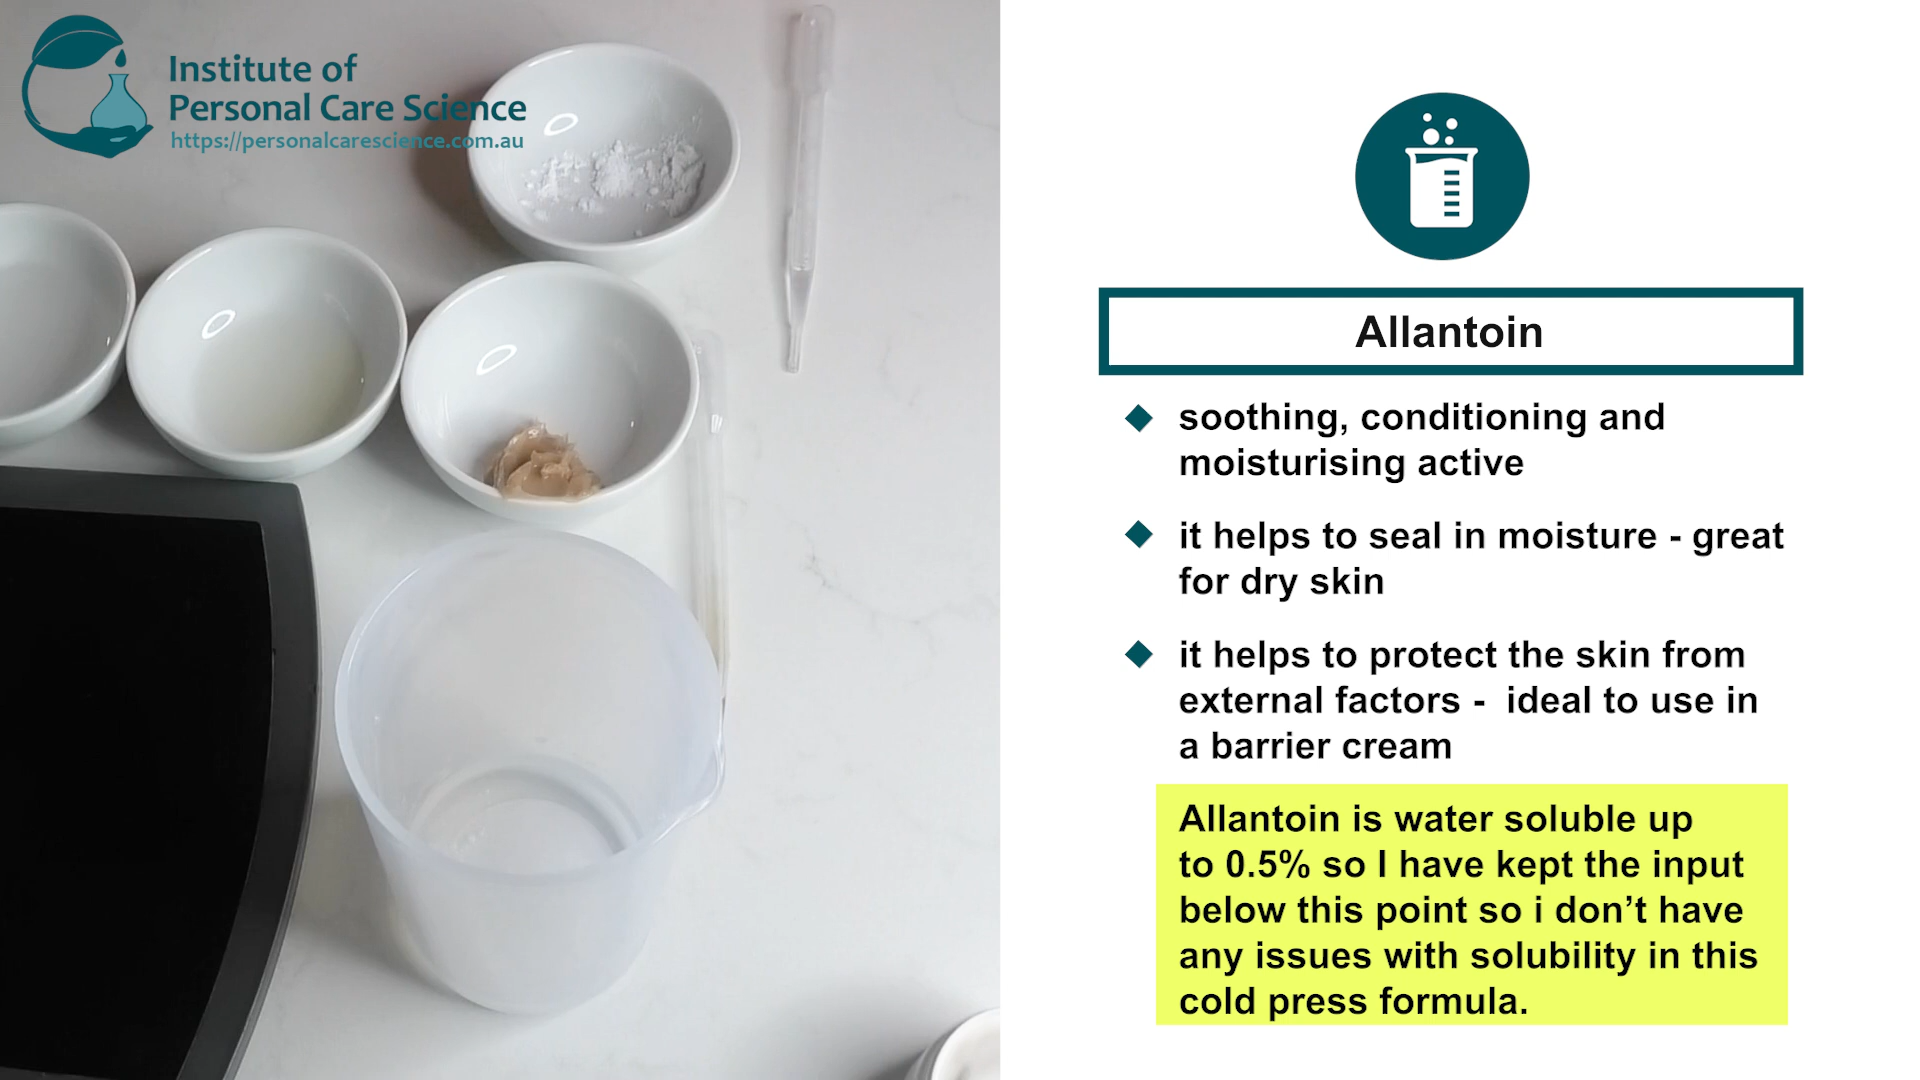 Institute of
Personal Care Science
https://personalcarescience.com.au
Allantoin
soothing, conditioning and
moisturising active
it helps to seal in moisture - great
for dry skin
it helps to protect the skin from
external factors -  ideal to use in
a barrier cream
Allantoin is water soluble up
to 0.5% so I have kept the input
below this point so i don’t have
any issues with solubility in this
cold press formula.